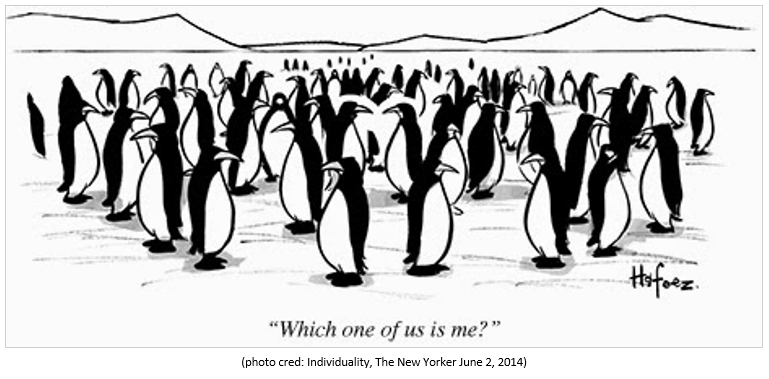 Hafeez.
“Which one of us is me?”
(photo cred: Individuality, The New Yorker June 2, 2014)